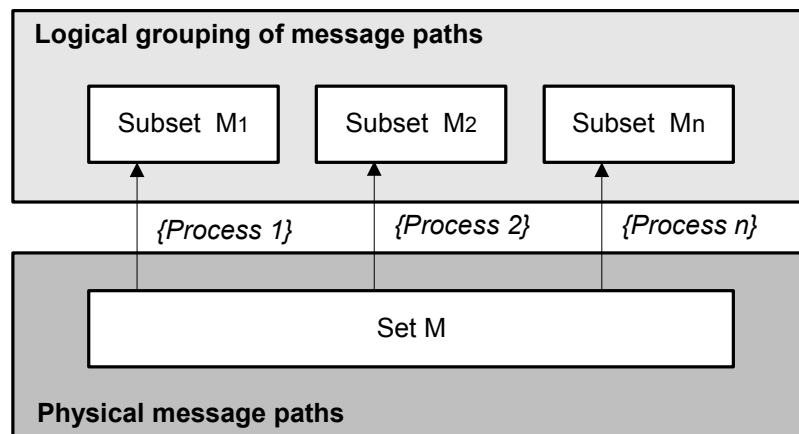 Logical grouping of message paths
Subset M1 Subset M2 Subset Mn
{Process 1} {Process 2} {Process n}
Set M
Physical message paths